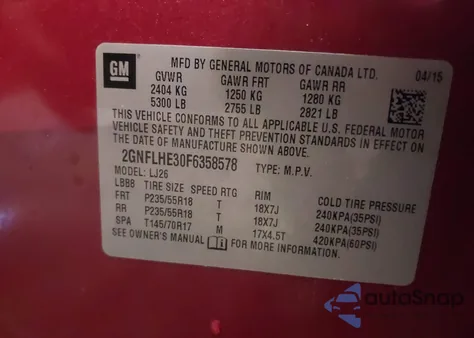 GM
MFD BY GENERAL MOTORS OF CANADA LTD. 04/15
GVWR GAWR FRT GAWR RR
2404 KG 1250 KG 1280 KG
5300 LB 2755 LB 2821 LB
THIS VEHICLE CONFORMS TO ALL APPLICABLE U.S. FEDERAL MOTOR
VEHICLE SAFETY, BUMPER, AND THEFT PREVENTION STANDARDS IN EFFECT ON
THE DATE OF MANUFACTURE SHOWN ABOVE.
2GNFLHE30F6358578 TYPE: M.P.V.
MODEL: LJ26
LBBB TIRE SIZE SPEED RTG RIM COLD TIRE PRESSURE
FRT P235/55R18 T 18X7J 240KPA(35PSI)
RR P235/55R18 T 18X7J 240KPA(35PSI)
SPA T145/70R17 M 17X4.5T 420KPA(60PSI)
SEE OWNER'S MANUAL FOR MORE INFORMATION.
autoSnap